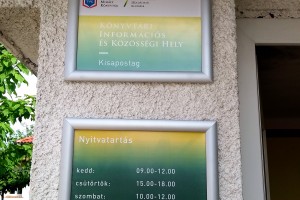 Könyvtári
Információs
és Közösségi Hely
Kisapostag
Nyitvatartás
kedd: 09.00-12.00
csütörtök: 15.00-18.00
szombat: 10.00-12.00